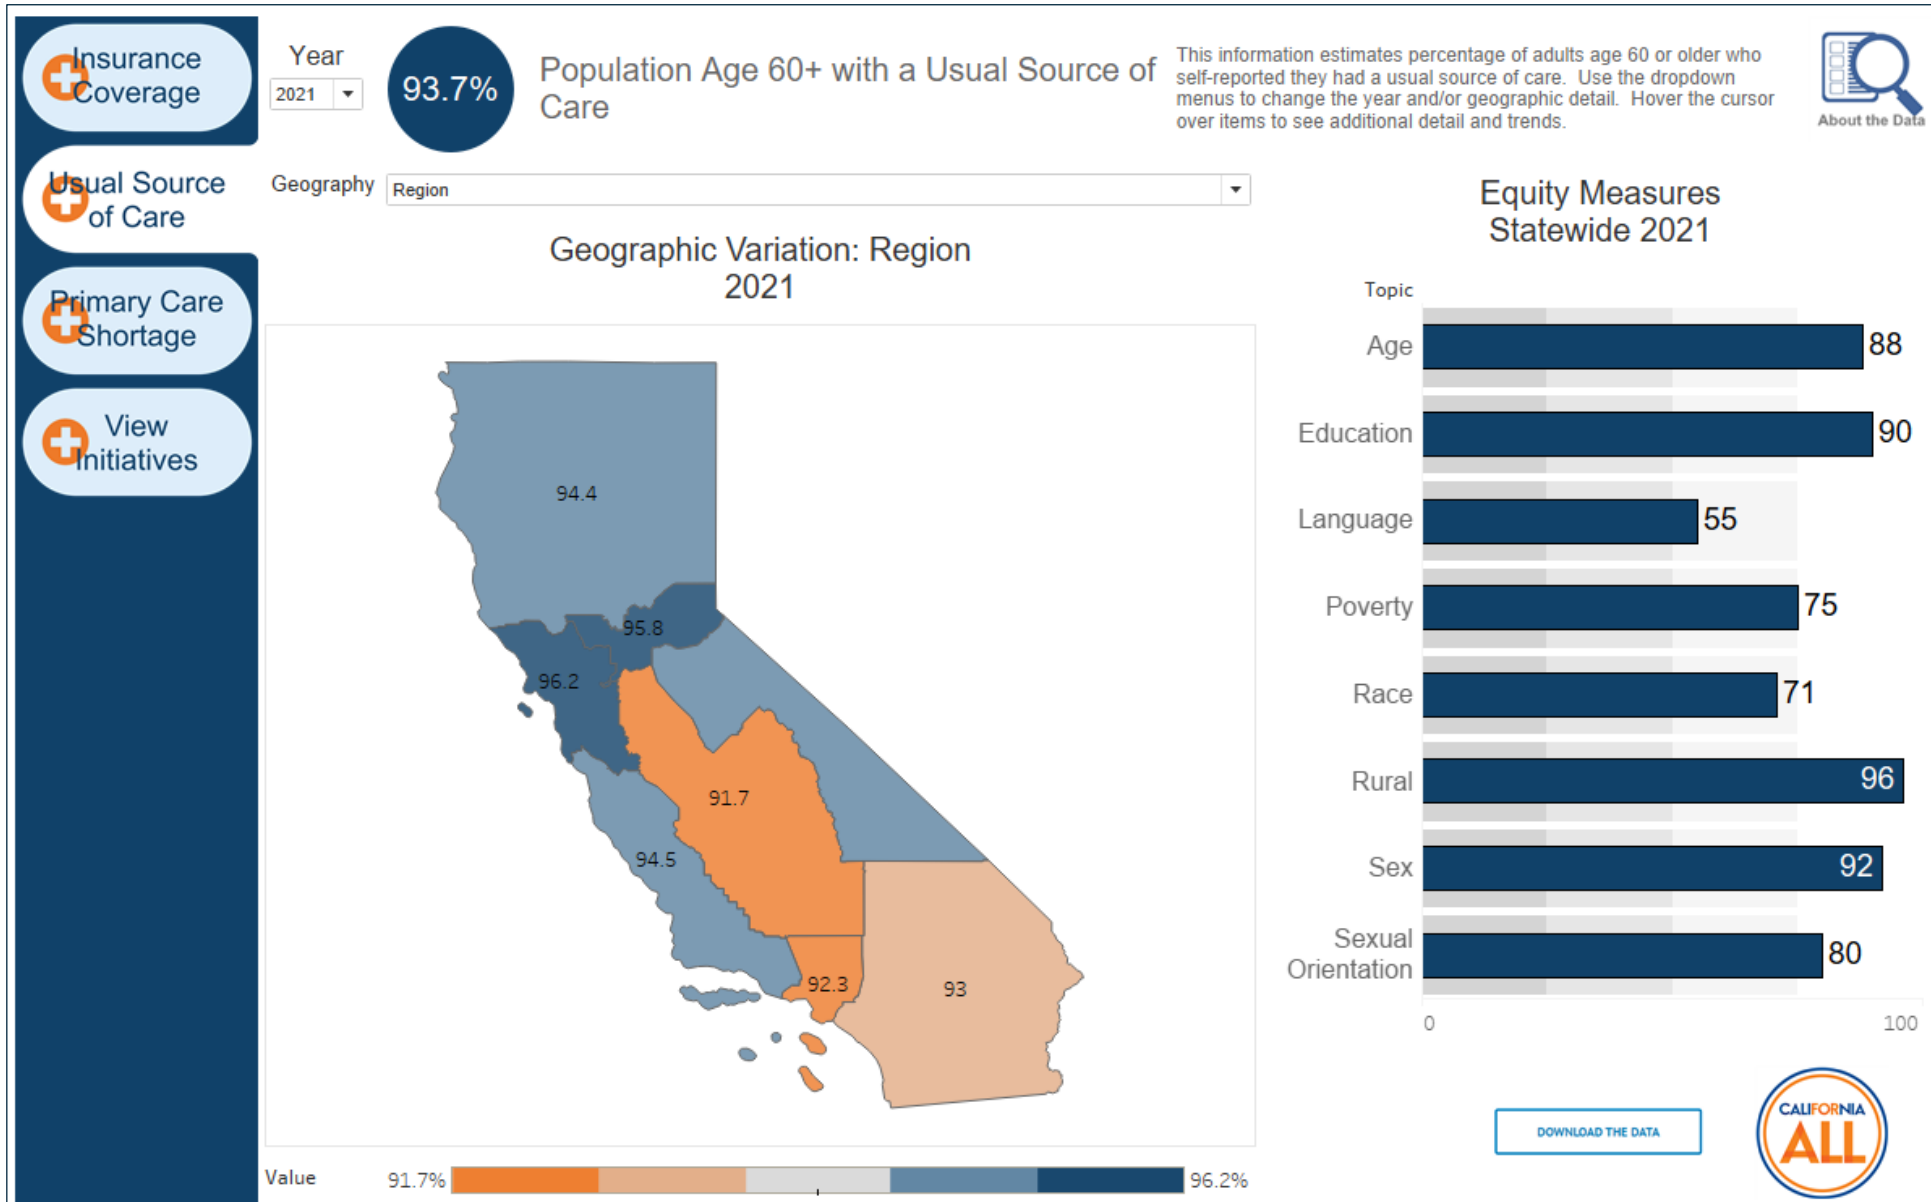 Insurance
Coverage
Usual Source
of Care
Primary Care
Shortage
View
Initiatives
Year
2021
93.7%
Population Age 60+ with a Usual Source of
Care
This information estimates percentage of adults age 60 or older who
self-reported they had a usual source of care. Use the dropdown
menus to change the year and/or geographic detail. Hover the cursor
over items to see additional detail and trends.
About the Data
Geography
Region
Geographic Variation: Region
2021
94.4
95.8
96.2
91.7
94.5
92.3
93
Value
91.7%
96.2%
Equity Measures
Statewide 2021
Topic
Age
88
Education
90
Language
55
Poverty
75
Race
71
Rural
96
Sex
92
Sexual
Orientation
80
0
100
DOWNLOAD THE DATA
CALIFORNIA
ALL